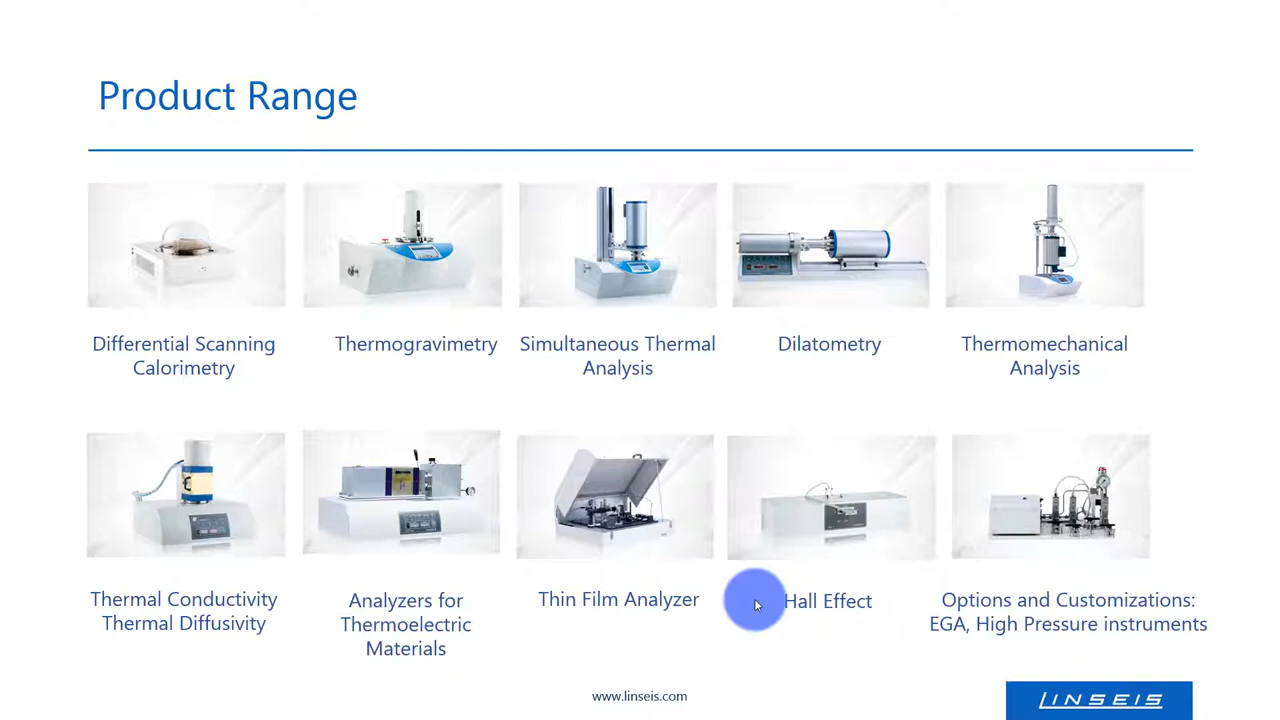 Product Range
Differential Scanning
Calorimetry
Thermogravimetry
Simultaneous Thermal
Analysis
Dilatometry
Thermomechanical
Analysis
Thermal Conductivity
Thermal Diffusivity
Analyzers for
Thermoelectric
Materials
Thin Film Analyzer
Hall Effect
Options and Customizations:
EGA, High Pressure instruments
www.linseis.com
LINSEIS